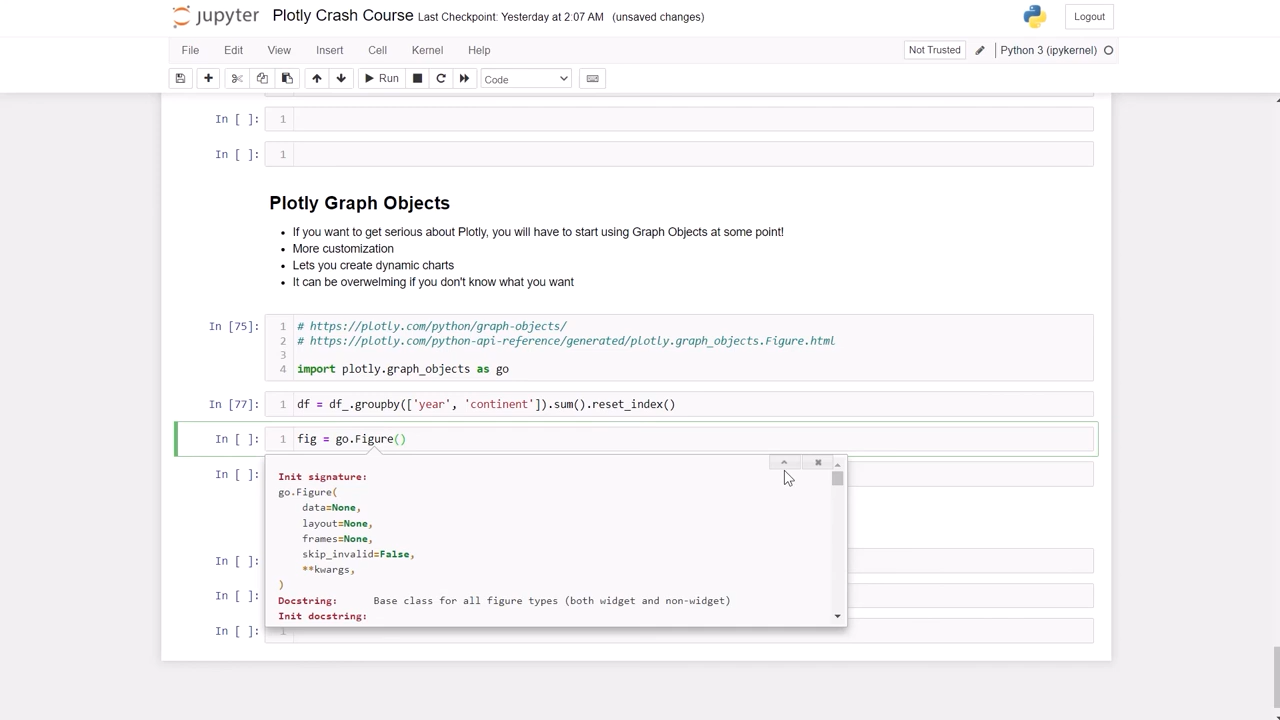 jupyter Plotly Crash Course Last Checkpoint: Yesterday at 2:07 AM (unsaved changes) Logout
File Edit View Insert Cell Kernel Help Not Trusted Python 3 (ipykernel)
Run Code
In [ ]: 1
In [ ]: 1
Plotly Graph Objects
• If you want to get serious about Plotly, you will have to start using Graph Objects at some point!
• More customization
• Lets you create dynamic charts
• It can be overwelming if you don't know what you want
In [75]: 1 # https://plotly.com/python/graph-objects/
2 # https://plotly.com/python-api-reference/generated/plotly.graph_objects.Figure.html
3
4 import plotly.graph_objects as go
In [77]: 1 df = df_.groupby(['year', 'continent']).sum().reset_index()
In [ ]: 1 fig = go.Figure()
In [ ]:
Init signature:
go.Figure(
data=None,
layout=None,
frames=None,
skip_invalid=False,
**kwargs,
)
Docstring: Base class for all figure types (both widget and non-widget)
Init docstring:
In [ ]:
In [ ]:
In [ ]: 1